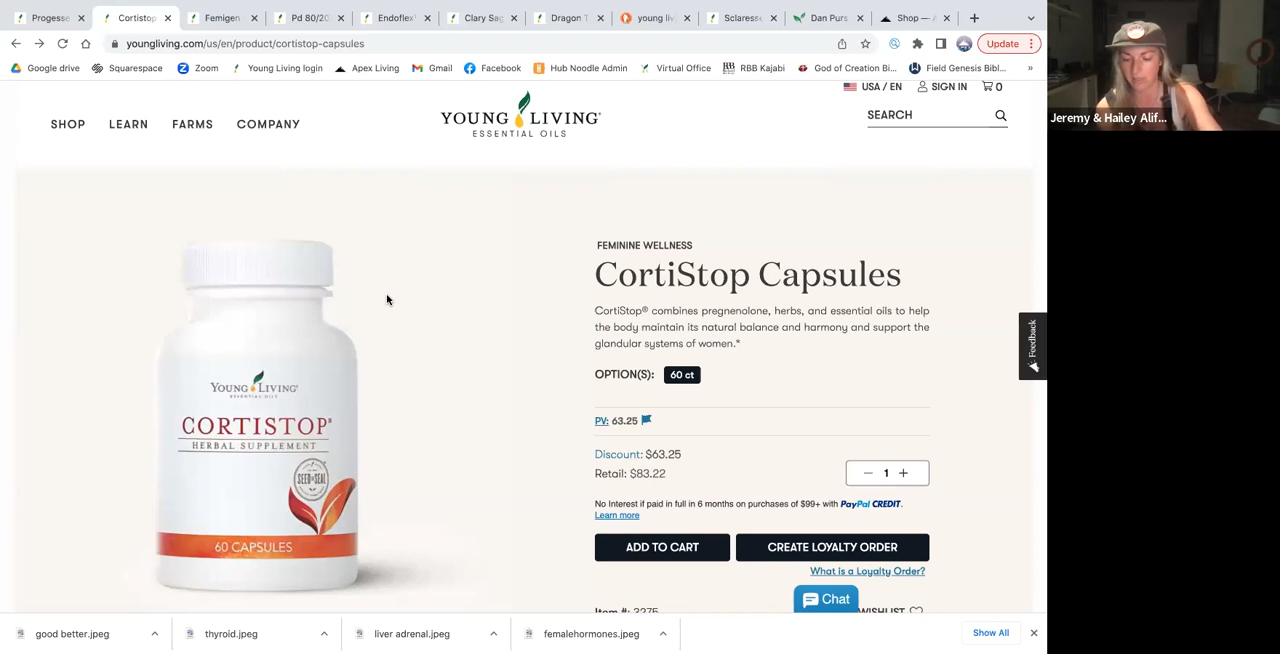 Progesse
Cortistop
Femigen
Pd 80/20
Endoflex
Clary Sag
Dragon T
young liv
Sclaress
Dan Purs
Shop — A
youngliving.com/us/en/product/cortistop-capsules
Update
Google drive
Squarespace
Zoom
Young Living login
Apex Living
Gmail
Facebook
Hub Noodle Admin
Virtual Office
RBB Kajabi
God of Creation Bi...
Field Genesis Bibl...
»
USA / EN
SIGN IN
0
SHOP
LEARN
FARMS
COMPANY
YOUNG LIVING
ESSENTIAL OILS
SEARCH
FEMININE WELLNESS
CortiStop Capsules
CortiStop® combines pregnenolone, herbs, and essential oils to help
the body maintain its natural balance and harmony and support the
glandular systems of women.*
OPTION(S): 60 ct
PV: 63.25
Discount: $63.25
Retail: $83.22
1
No Interest if paid in full in 6 months on purchases of $99+ with PayPal CREDIT.
Learn more
ADD TO CART
CREATE LOYALTY ORDER
What is a Loyalty Order?
Item #: 3275
WISHLIST
Chat
Feedback
YOUNG LIVING
ESSENTIAL OILS
CORTISTOP®
HERBAL SUPPLEMENT
SEED TO SEAL
60 CAPSULES
good better.jpeg
thyroid.jpeg
liver adrenal.jpeg
femalehormones.jpeg
Show All
Jeremy & Hailey Alif...